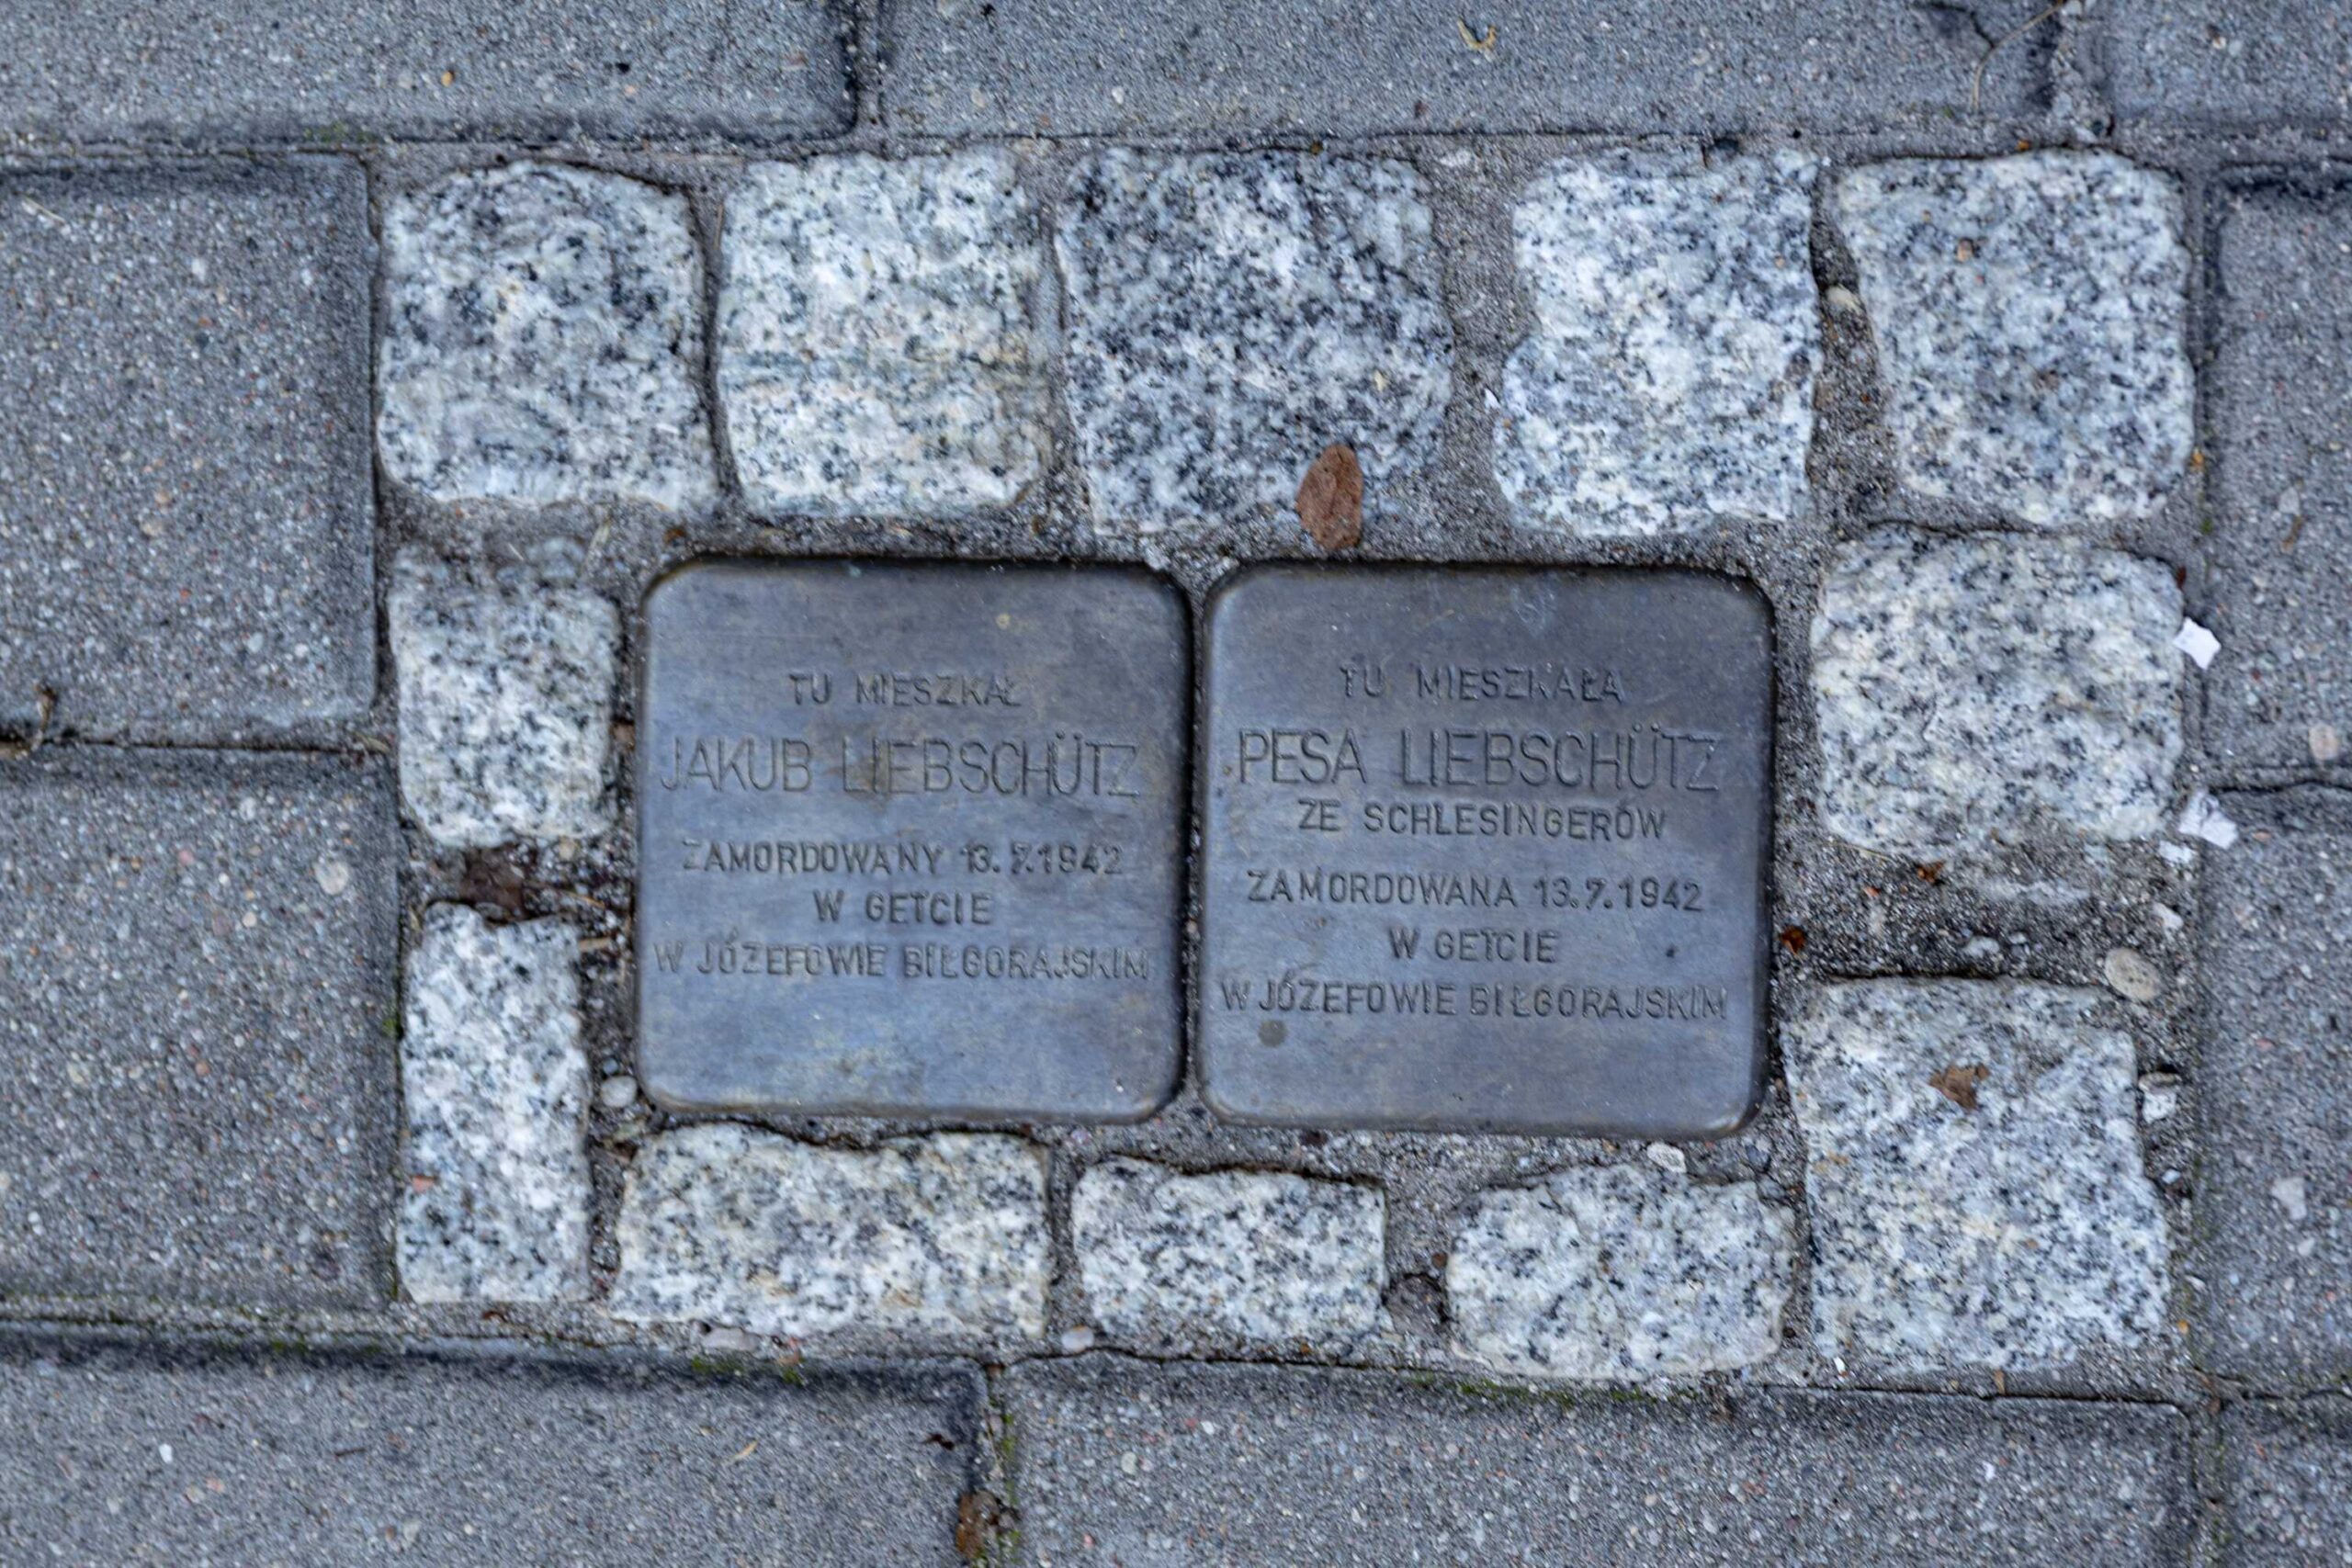 TU MIESZKAŁ
JAKUB LIEBSCHÜTZ
ZAMORDOWANY 13.7.1942
W GETCIE
W JÓZEFOWIE BIŁGORAJSKIM
TU MIESZKAŁA
PESA LIEBSCHÜTZ
ZE SCHLESINGERÓW
ZAMORDOWANA 13.7.1942
W GETCIE
W JÓZEFOWIE BIŁGORAJSKIM